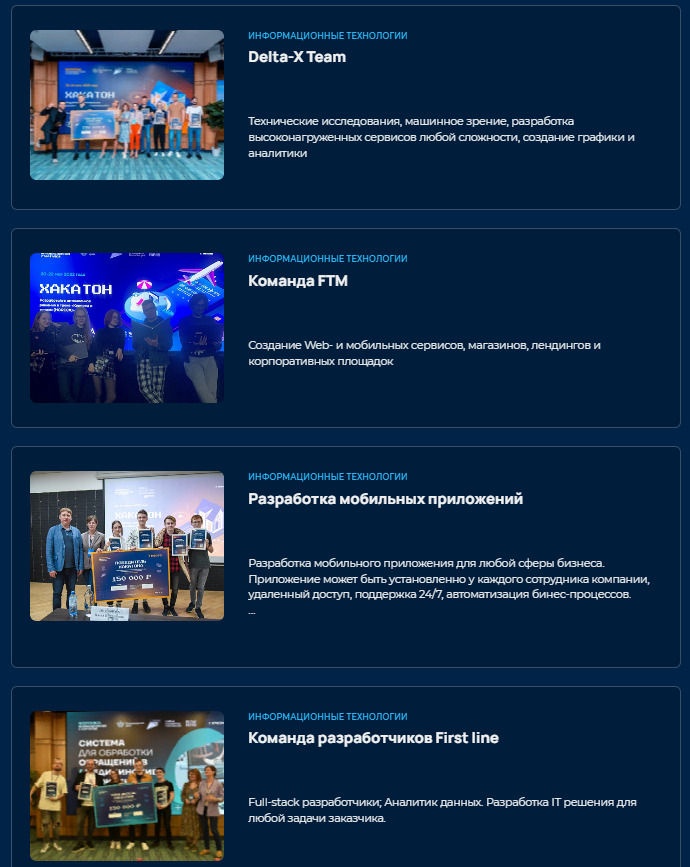 ИНФОРМАЦИОННЫЕ ТЕХНОЛОГИИ
Delta-X Team
ХАКАТОН
Технические исследования, машинное зрение, разработка
высоконагруженных сервисов любой сложности, создание графики и
аналитики
ИНФОРМАЦИОННЫЕ ТЕХНОЛОГИИ
Команда FTM
ХАКАТОН
Создание Web- и мобильных сервисов, магазинов, лендингов и
корпоративных площадок
ИНФОРМАЦИОННЫЕ ТЕХНОЛОГИИ
Разработка мобильных приложений
ХАКАТОН
ПОБЕДИТЕЛЬ
ХАКАТОНА
150 000 ₽
Разработка мобильного приложения для любой сферы бизнеса.
Приложение может быть установленно у каждого сотрудника компании,
удаленный доступ, поддержка 24/7, автоматизация бинес-процессов.
...
ИНФОРМАЦИОННЫЕ ТЕХНОЛОГИИ
Команда разработчиков First line
СИСТЕМА
ДЛЯ ОБРАБОТКИ
ОБРАЩЕНИЙ В
Full-stack разработчики; Аналитик данных. Разработка IT решения для
любой задачи заказчика.